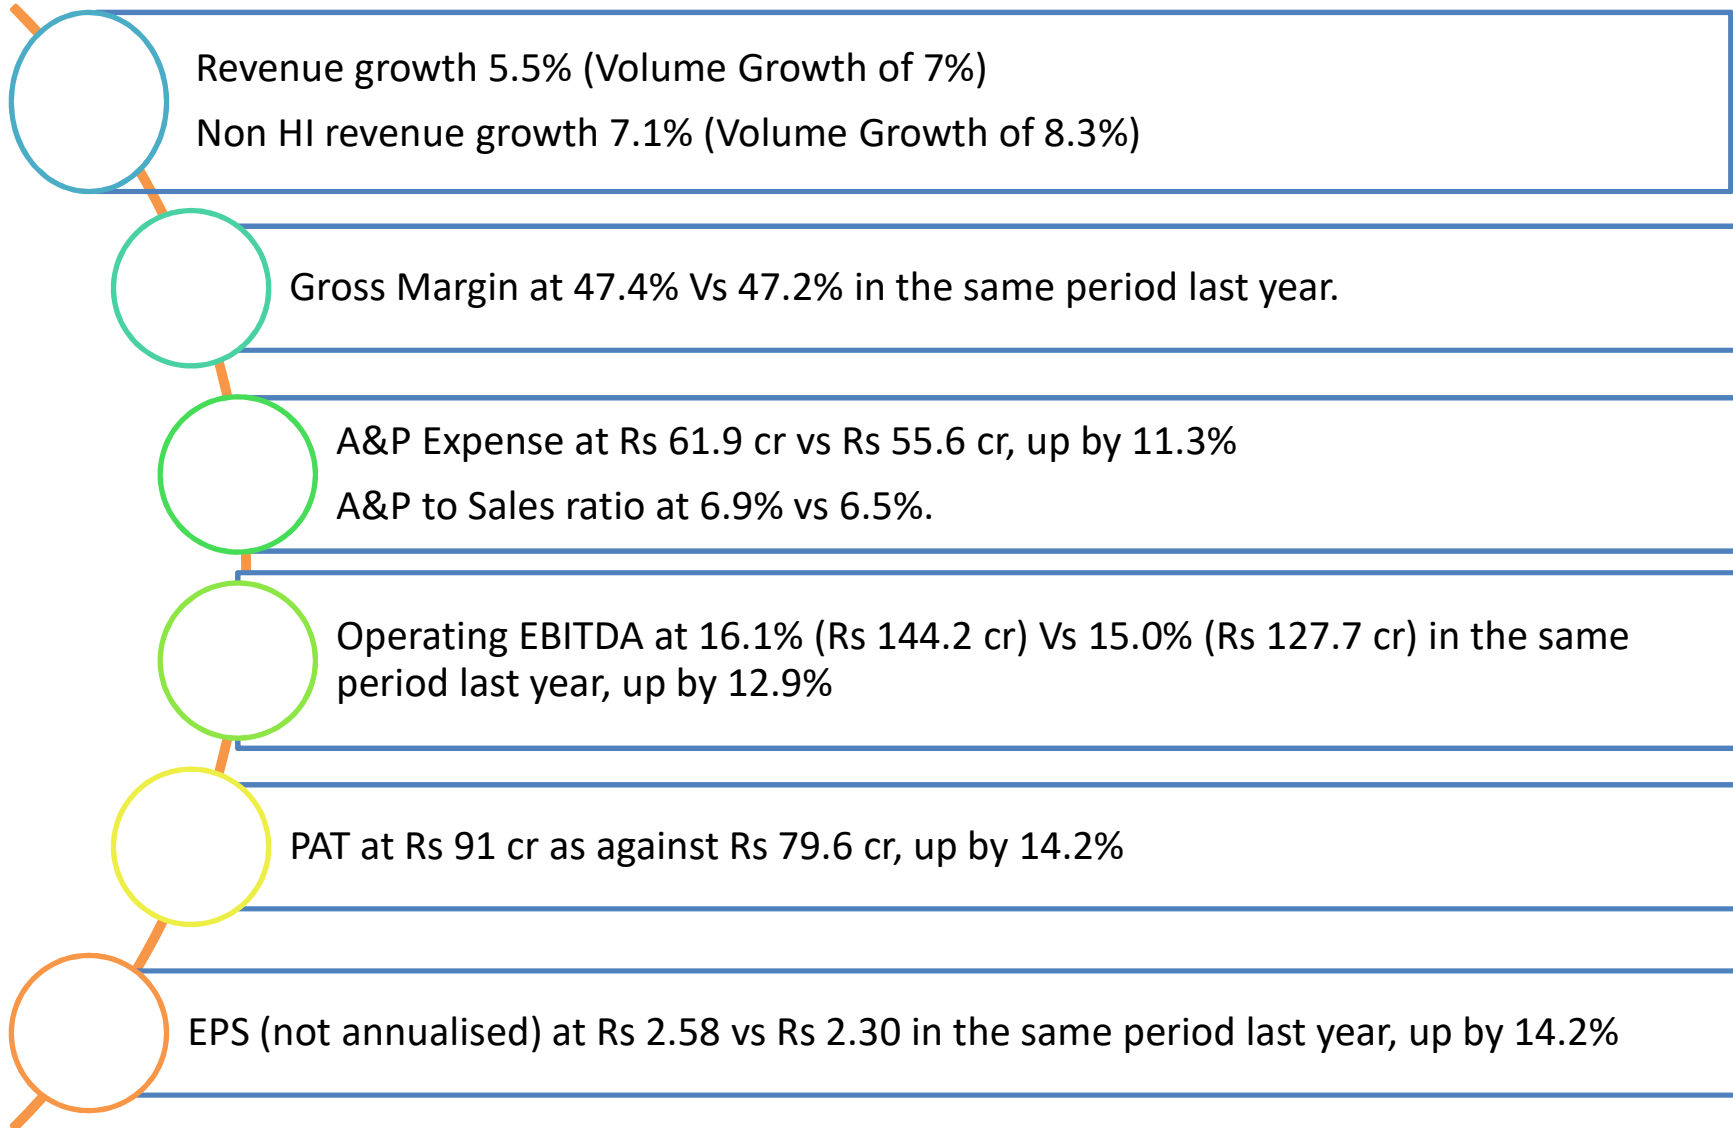 Revenue growth 5.5% (Volume Growth of 7%)
Non HI revenue growth 7.1% (Volume Growth of 8.3%)
Gross Margin at 47.4% Vs 47.2% in the same period last year.
A&P Expense at Rs 61.9 cr vs Rs 55.6 cr, up by 11.3%
A&P to Sales ratio at 6.9% vs 6.5%.
Operating EBITDA at 16.1% (Rs 144.2 cr) Vs 15.0% (Rs 127.7 cr) in the same
period last year, up by 12.9%
PAT at Rs 91 cr as against Rs 79.6 cr, up by 14.2%
EPS (not annualised) at Rs 2.58 vs Rs 2.30 in the same period last year, up by 14.2%